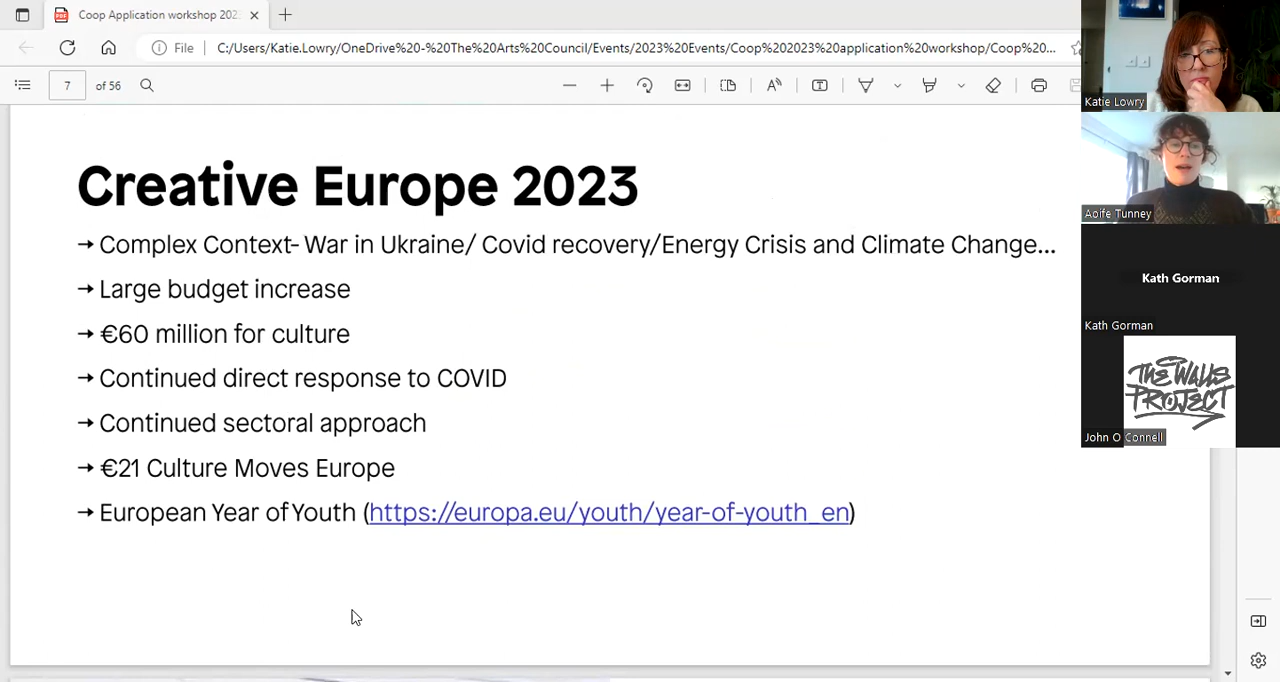 Coop Application workshop 202
File
C:/Users/Katie.Lowry/OneDrive%20-%20The%20Arts%20Council/Events/2023%20Events/Coop%202023%20application%20workshop/Coop%20...
7 of 56
Creative Europe 2023
→ Complex Context- War in Ukraine/ Covid recovery/Energy Crisis and Climate Change...
→ Large budget increase
→ €60 million for culture
→ Continued direct response to COVID
→ Continued sectoral approach
→ €21 Culture Moves Europe
→ European Year of Youth (https://europa.eu/youth/year-of-youth_en)
Katie Lowry
Aoife Tunney
Kath Gorman
Kath Gorman
THE WALLS
PROJECT
John O Connell